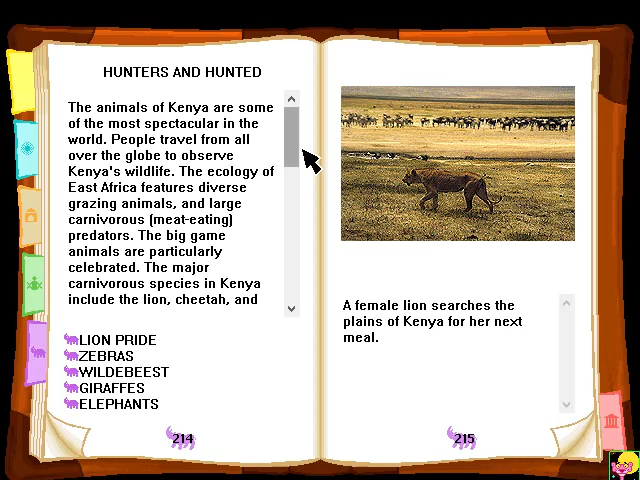 HUNTERS AND HUNTED
The animals of Kenya are some
of the most spectacular in the
world. People travel from all
over the globe to observe
Kenya's wildlife. The ecology of
East Africa features diverse
grazing animals, and large
carnivorous (meat-eating)
predators. The big game
animals are particularly
celebrated. The major
carnivorous species in Kenya
include the lion, cheetah, and
LION PRIDE
ZEBRAS
WILDEBEEST
GIRAFFES
ELEPHANTS
214
A female lion searches the
plains of Kenya for her next
meal.
215